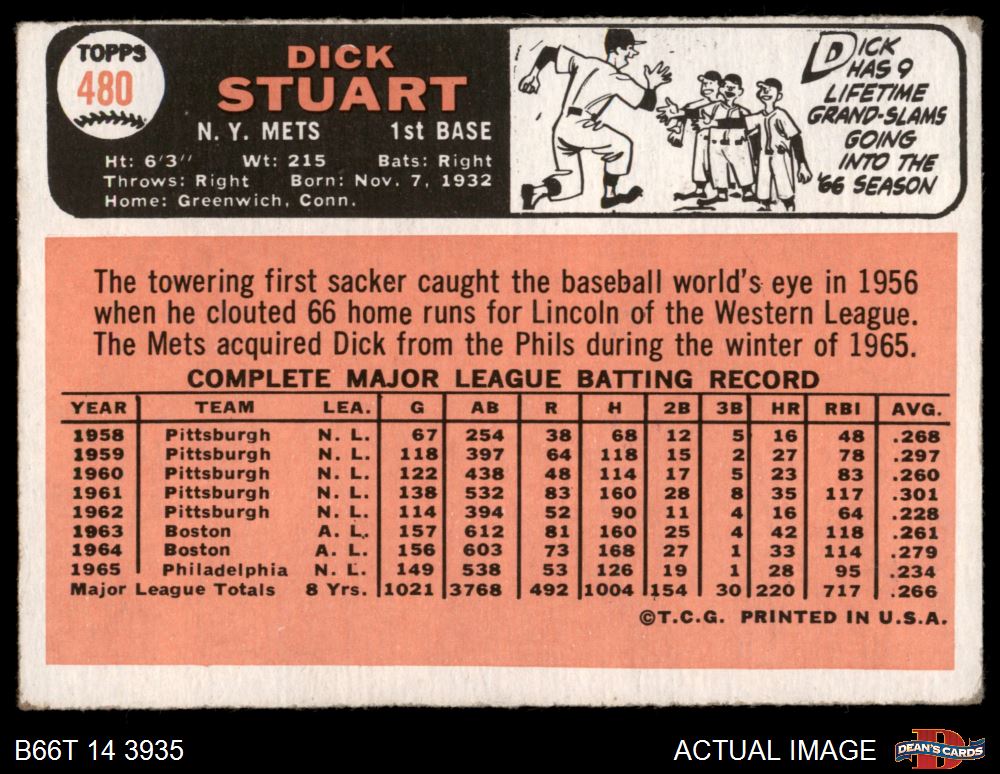 TOPPS
480
DICK
STUART
N. Y. METS 1st BASE
Ht: 6'3" Wt: 215 Bats: Right
Throws: Right Born: Nov. 7, 1932
Home: Greenwich, Conn.
DICK
HAS 9
LIFETIME
GRAND-SLAMS
GOING
INTO THE
'66 SEASON
The towering first sacker caught the baseball world's eye in 1956
when he clouted 66 home runs for Lincoln of the Western League.
The Mets acquired Dick from the Phils during the winter of 1965.
COMPLETE MAJOR LEAGUE BATTING RECORD
YEAR TEAM LEA. G AB R H 2B 3B HR RBI AVG.
1958 Pittsburgh N. L. 67 254 38 68 12 5 16 48 .268
1959 Pittsburgh N. L. 118 397 64 118 15 2 27 78 .297
1960 Pittsburgh N. L. 122 438 48 114 17 5 23 83 .260
1961 Pittsburgh N. L. 138 532 83 160 28 8 35 117 .301
1962 Pittsburgh N. L. 114 394 52 90 11 4 16 64 .228
1963 Boston A. L. 157 612 81 160 25 4 42 118 .261
1964 Boston A. L. 156 603 73 168 27 1 33 114 .279
1965 Philadelphia N. L. 149 538 53 126 19 1 28 95 .234
Major League Totals 8 Yrs. 1021 3768 492 1004 154 30 220 717 .266
©T.C.G. PRINTED IN U.S.A.
B66T 14 3935 ACTUAL IMAGE DEAN'S CARDS